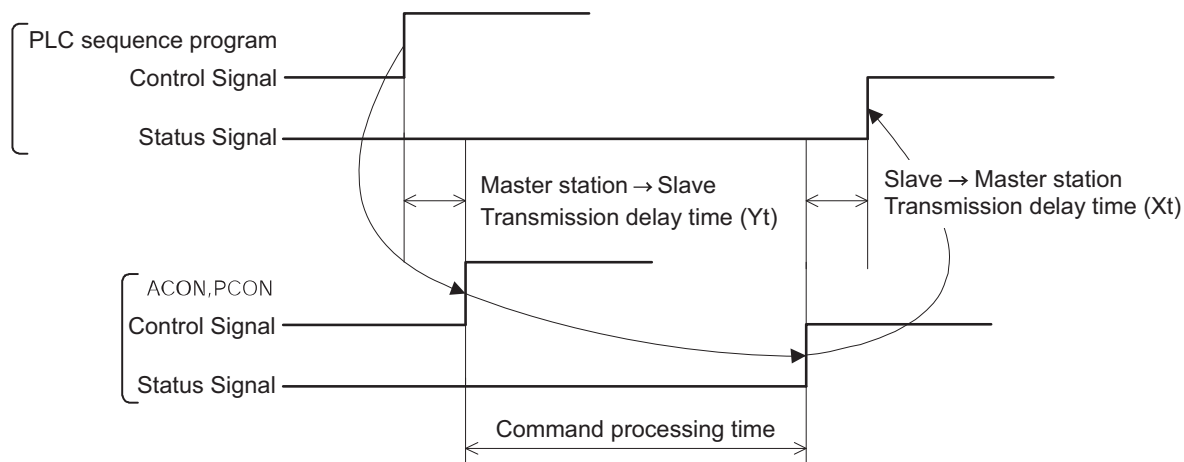 PLC sequence program
Control Signal
Status Signal
Master station → Slave
Transmission delay time (Yt)
Slave → Master station
Transmission delay time (Xt)
ACON,PCON
Control Signal
Status Signal
Command processing time